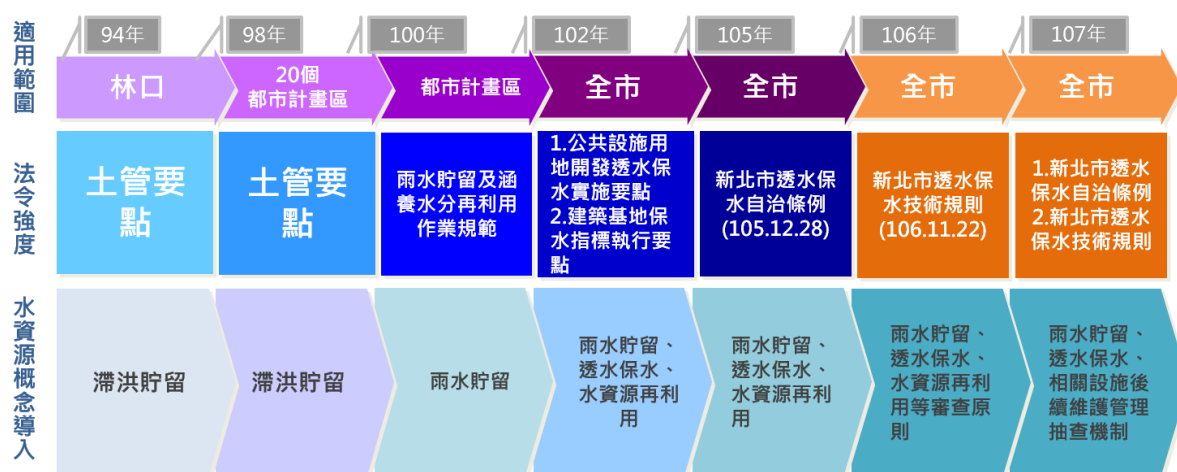 適用範圍
94年
98年
100年
102年
105年
106年
107年
林口
20個
都市計畫區
都市計畫區
全市
全市
全市
全市
法令強度
土管要
點
土管要
點
雨水貯留及涵
養水分再利用
作業規範
1.公共設施用
地開發透水保
水實施要點
2.建築基地保
水指標執行要
點
新北市透水保
水自治條例
(105.12.28)
新北市透水保
水技術規則
(106.11.22)
1.新北市透水
保水自治條例
2.新北市透水
保水技術規則
水資源概念導入
滯洪貯留
滯洪貯留
雨水貯留
雨水貯留、
透水保水、
水資源再利
用
雨水貯留、
透水保水、
水資源再利
用
雨水貯留、
透水保水、
水資源再利
用等審查原
則
雨水貯留、
透水保水、
相關設施後
續維護管理
抽查機制